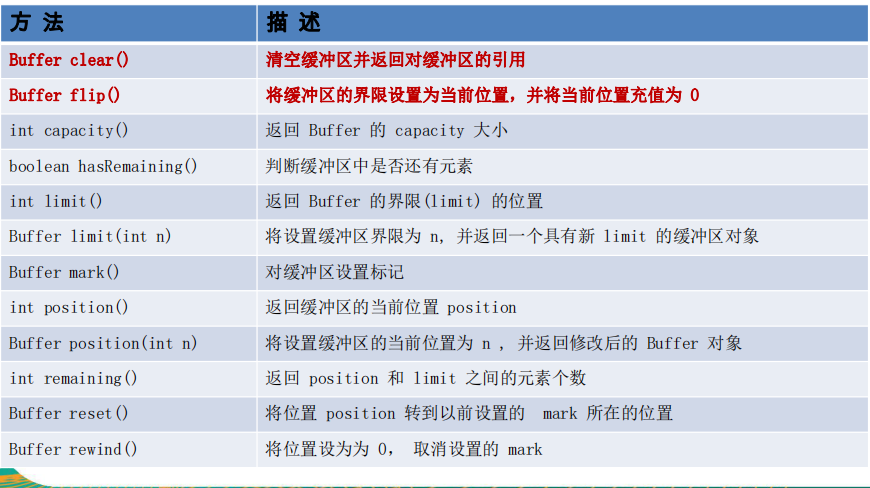 方 法 描 述
Buffer clear() 清空缓冲区并返回对缓冲区的引用
Buffer flip() 将缓冲区的界限设置为当前位置，并将当前位置充值为 0
int capacity() 返回 Buffer 的 capacity 大小
boolean hasRemaining() 判断缓冲区中是否还有元素
int limit() 返回 Buffer 的界限(limit) 的位置
Buffer limit(int n) 将设置缓冲区界限为 n, 并返回一个具有新 limit 的缓冲区对象
Buffer mark() 对缓冲区设置标记
int position() 返回缓冲区的当前位置 position
Buffer position(int n) 将设置缓冲区的当前位置为 n , 并返回修改后的 Buffer 对象
int remaining() 返回 position 和 limit 之间的元素个数
Buffer reset() 将位置 position 转到以前设置的 mark 所在的位置
Buffer rewind() 将位置设为为 0， 取消设置的 mark